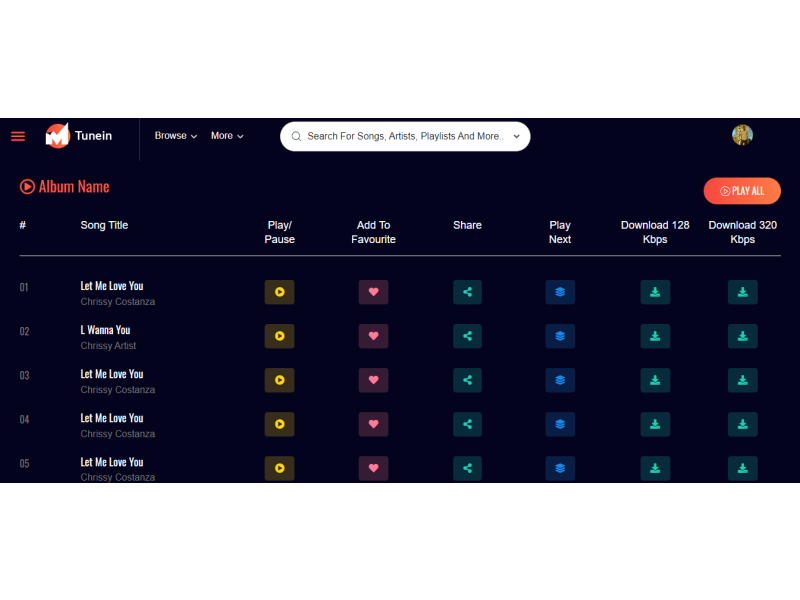 Tunein Browse More Search For Songs, Artists, Playlists And More..
Album Name
PLAY ALL
# Song Title Play/ Pause Add To Favourite Share Play Next Download 128 Kbps Download 320 Kbps
01 Let Me Love You
Chrissy Costanza
02 L Wanna You
Chrissy Artist
03 Let Me Love You
Chrissy Costanza
04 Let Me Love You
Chrissy Costanza
05 Let Me Love You
Chrissy Costanza